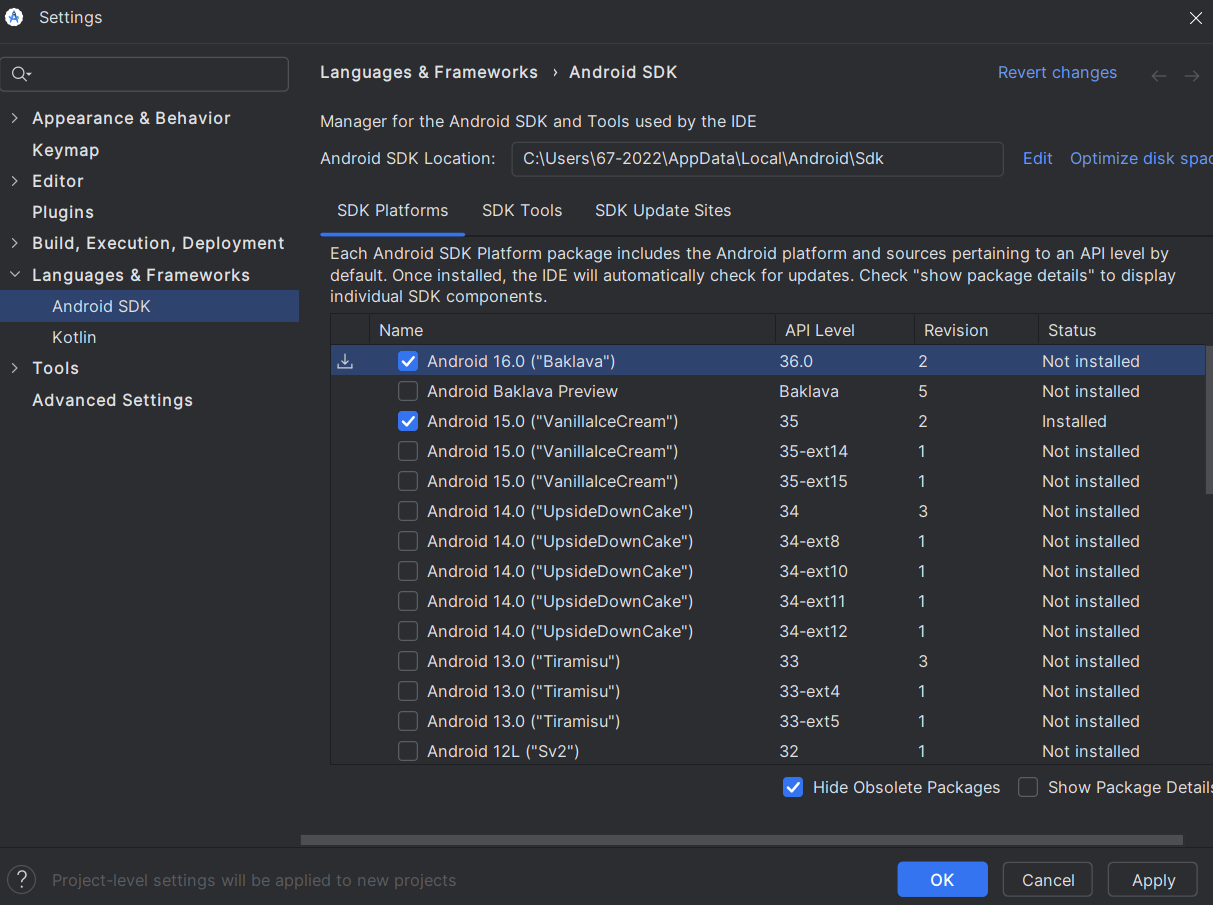 Settings
Languages & Frameworks › Android SDK
Revert changes
Appearance & Behavior
Keymap
Editor
Plugins
Build, Execution, Deployment
Languages & Frameworks
Android SDK
Kotlin
Tools
Advanced Settings
Manager for the Android SDK and Tools used by the IDE
Android SDK Location: C:\Users\67-2022\AppData\Local\Android\Sdk Edit Optimize disk spac
SDK Platforms SDK Tools SDK Update Sites
Each Android SDK Platform package includes the Android platform and sources pertaining to an API level by
default. Once installed, the IDE will automatically check for updates. Check "show package details" to display
individual SDK components.
Name API Level Revision Status
Android 16.0 ("Baklava") 36.0 2 Not installed
Android Baklava Preview Baklava 5 Not installed
Android 15.0 ("VanillaIceCream") 35 2 Installed
Android 15.0 ("VanillaIceCream") 35-ext14 1 Not installed
Android 15.0 ("VanillaIceCream") 35-ext15 1 Not installed
Android 14.0 ("UpsideDownCake") 34 3 Not installed
Android 14.0 ("UpsideDownCake") 34-ext8 1 Not installed
Android 14.0 ("UpsideDownCake") 34-ext10 1 Not installed
Android 14.0 ("UpsideDownCake") 34-ext11 1 Not installed
Android 14.0 ("UpsideDownCake") 34-ext12 1 Not installed
Android 13.0 ("Tiramisu") 33 3 Not installed
Android 13.0 ("Tiramisu") 33-ext4 1 Not installed
Android 13.0 ("Tiramisu") 33-ext5 1 Not installed
Android 12L ("Sv2") 32 1 Not installed
Hide Obsolete Packages Show Package Details
? Project-level settings will be applied to new projects
OK Cancel Apply